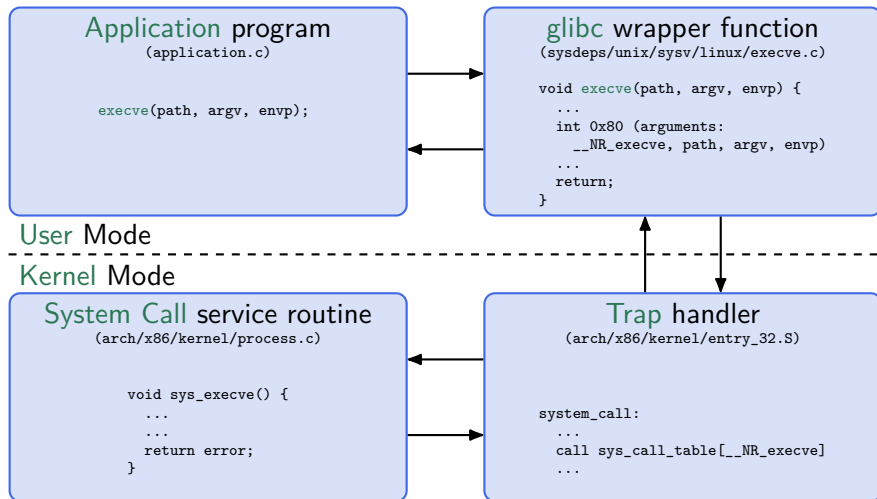 Application program
(application.c)
execve(path, argv, envp);
glibc wrapper function
(sysdeps/unix/sysv/linux/execve.c)
void execve(path, argv, envp) {
...
int 0x80 (arguments:
__NR_execve, path, argv, envp)
...
return;
}
User Mode
Kernel Mode
System Call service routine
(arch/x86/kernel/process.c)
void sys_execve() {
...
...
return error;
}
Trap handler
(arch/x86/kernel/entry_32.S)
system_call:
...
call sys_call_table[__NR_execve]
...